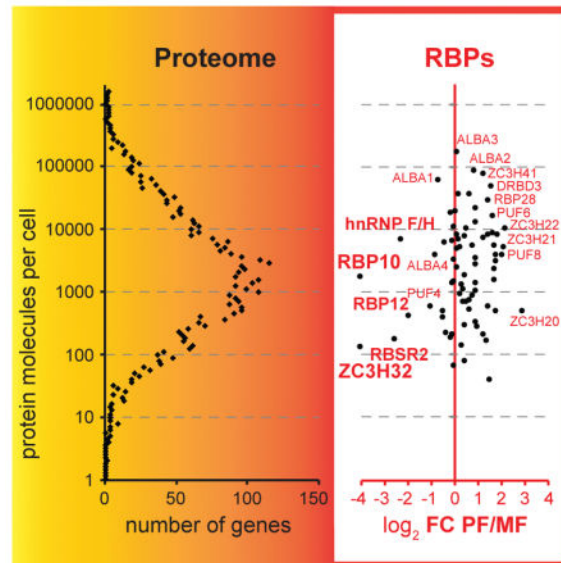 Proteome
RBPs
protein molecules per cell
1000000
100000
10000
1000
100
10
1
0
50
100
150
number of genes
ALBA3
ALBA2
ZC3H41
ALBA1
DRBD3
RBP28
PUF6
hnRNP F/H
ZC3H22
ZC3H21
RBP10
ALBA4
PUF8
PUF4
RBP12
ZC3H20
RBSR2
ZC3H32
-4 -3 -2 -1 0 1 2 3 4
log₂ FC PF/MF